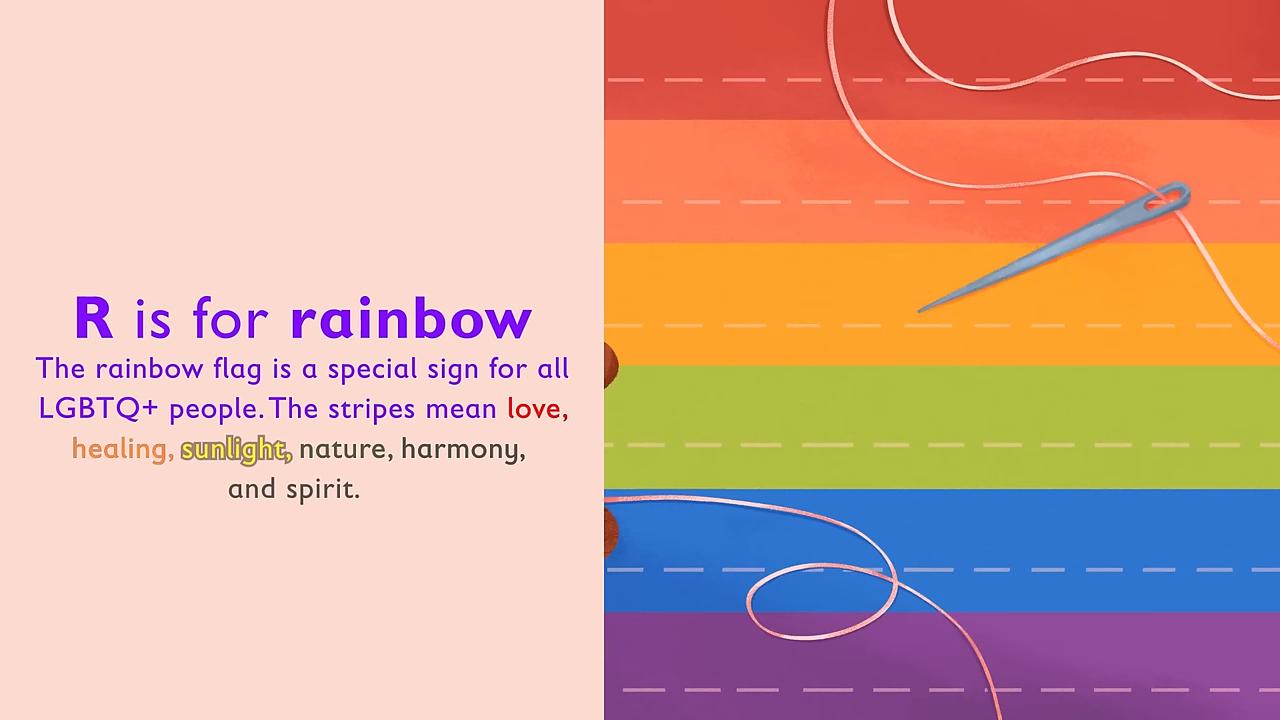 R is for rainbow
The rainbow flag is a special sign for all
LGBTQ+ people. The stripes mean love,
healing, sunlight, nature, harmony,
and spirit.